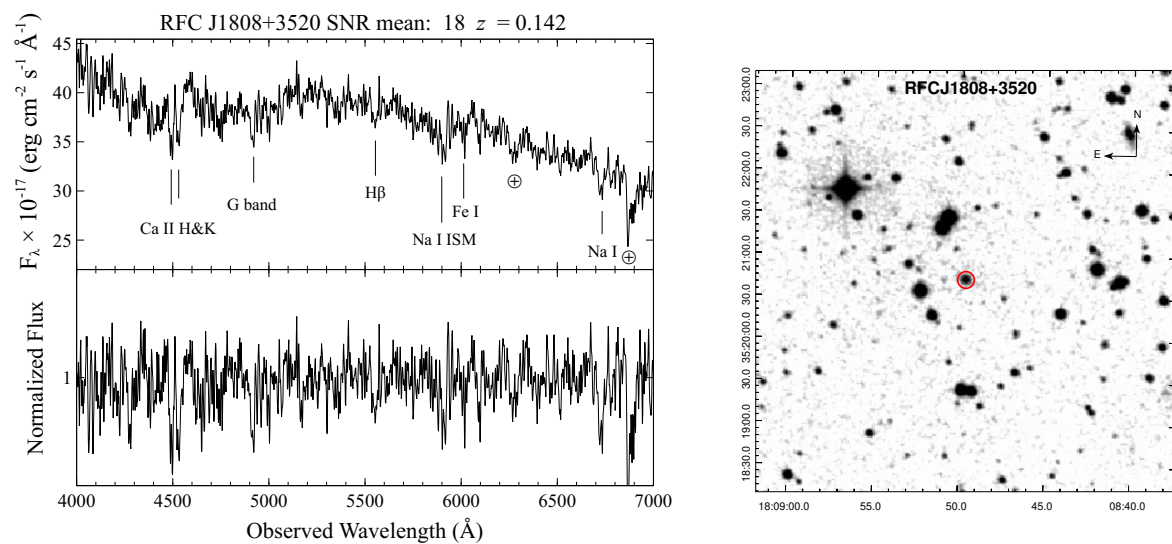 RFC J1808+3520 SNR mean: 18 z = 0.142
45
40
35
30
25
F_λ × 10⁻¹⁷ (erg cm⁻² s⁻¹ Å⁻¹)
Ca II H&K
G band
Hβ
Na I ISM
Fe I
⊕
Na I
⊕
1
Normalized Flux
4000 4500 5000 5500 6000 6500 7000
Observed Wavelength (Å)
RFCJ1808+3520
N
E
23:00.0
30.0
22:00.0
30.0
21:00.0
30.0
35:20:00.0
30.0
19:00.0
18:30.0
18:09:00.0 55.0 50.0 45.0 08:40.0